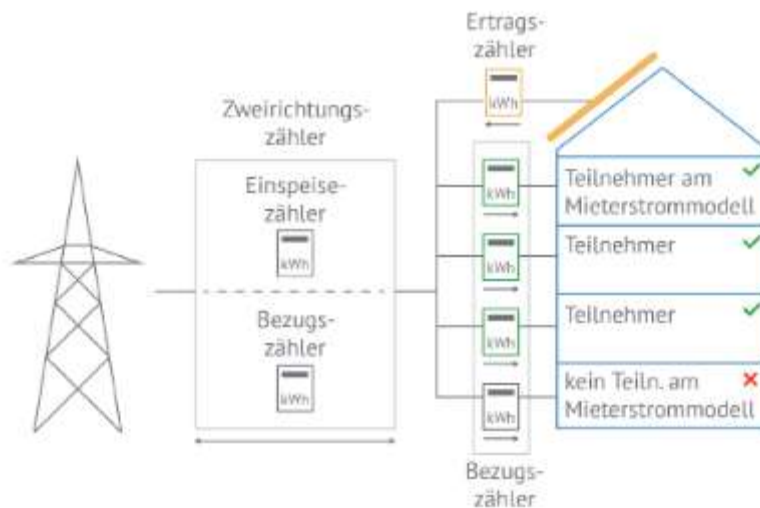 Ertrags-
zähler
kWh
Zweirichtungs-
zähler
Einspeise-
zähler
kWh
Bezugs-
zähler
kWh
kWh
Teilnehmer am
Mieterstrommodell
kWh
Teilnehmer
kWh
Teilnehmer
kWh
kein Teiln. am
Mieterstrommodell
Bezugs-
zähler